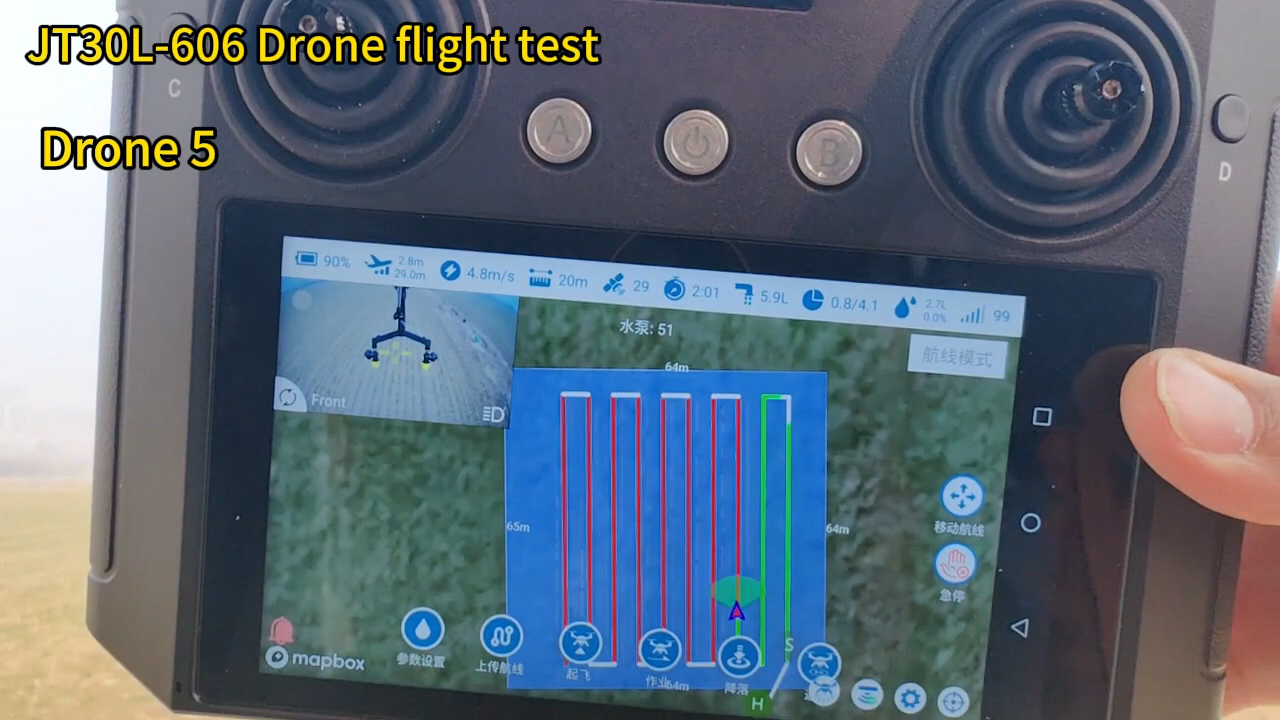 JT30L-606 Drone flight test
Drone 5
C
A
B
D
90%
2.8m
29.0m
4.8m/s
20m
29
2:01
5.9L
0.8/4.1
2.7L
0.0%
99
水泵: 51
航线模式
64m
Front
65m
64m
移动航线
急停
mapbox
参数设置
上传航线
起飞
作业
64m
降落
S
H